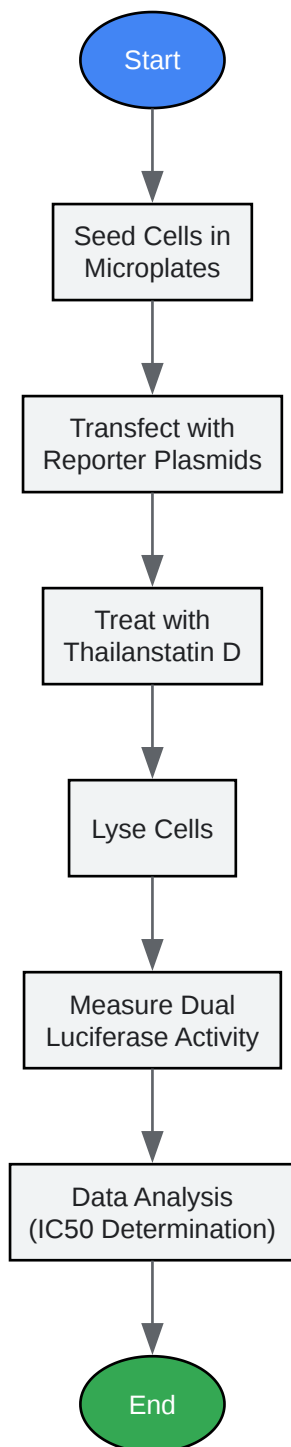 Start
Seed Cells in
Microplates
Transfect with
Reporter Plasmids
Treat with
Thailanstatin D
Lyse Cells
Measure Dual
Luciferase Activity
Data Analysis
(IC50 Determination)
End